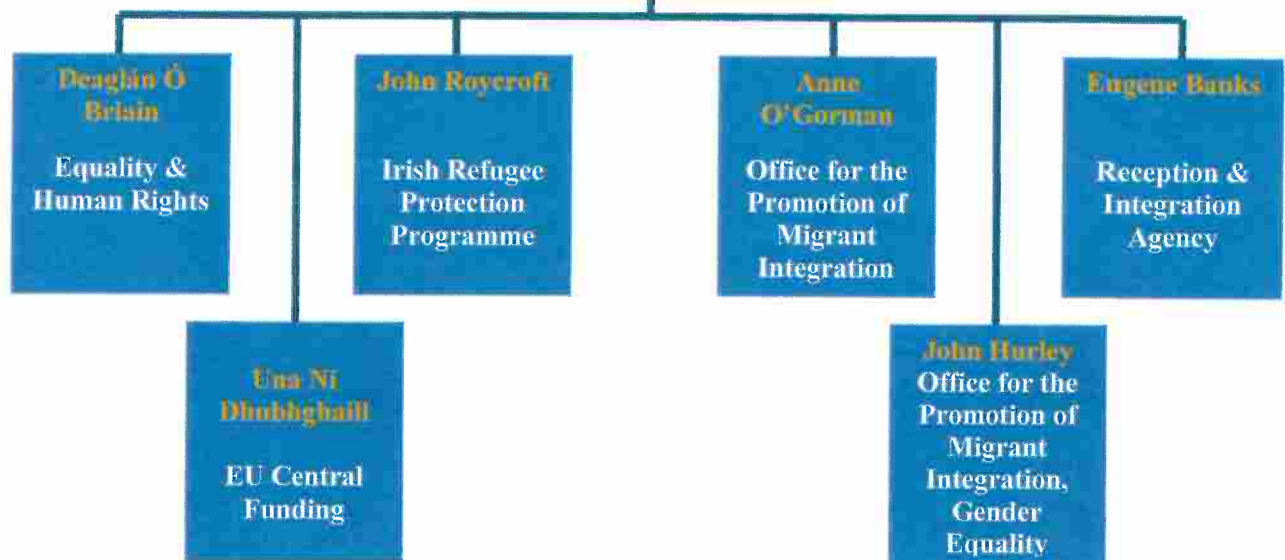 Deaglán Ó
Briain
Equality &
Human Rights
John Roycroft
Irish Refugee
Protection
Programme
Anne
O'Gorman
Office for the
Promotion of
Migrant
Integration
Eugene Banks
Reception &
Integration
Agency
Una Ní
Dhubhghaill
EU Central
Funding
John Hurley
Office for the
Promotion of
Migrant
Integration,
Gender
Equality